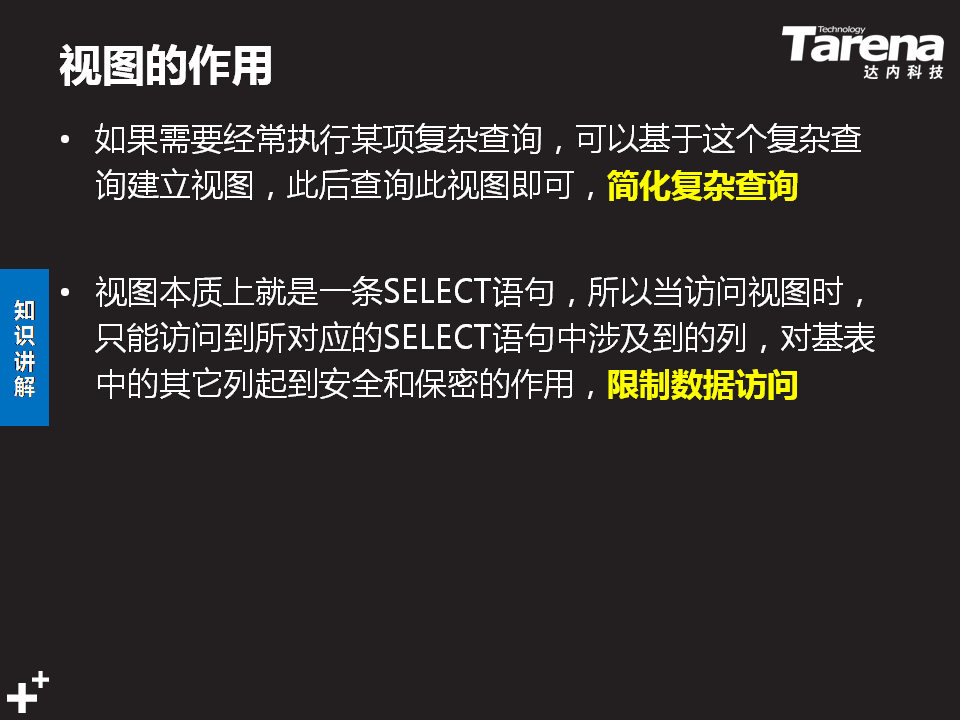 视图的作用
Technology
Tarena
达内科技
• 如果需要经常执行某项复杂查询，可以基于这个复杂查
询建立视图，此后查询此视图即可，简化复杂查询
• 视图本质上就是一条SELECT语句，所以当访问视图时，
只能访问到所对应的SELECT语句中涉及到的列，对基表
中的其它列起到安全和保密的作用，限制数据访问
知
识
讲
解